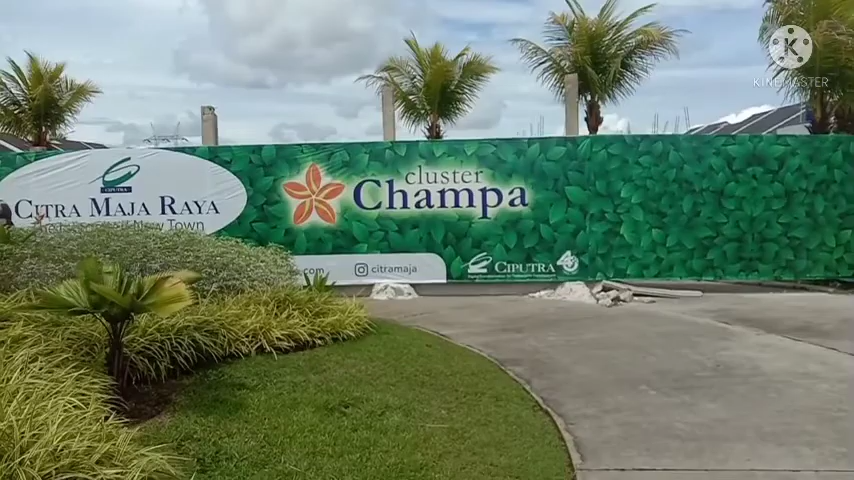 K
KINEMASTER
CIPUTRA
CITRA MAJA RAYA
New Town
cluster
Champa
.com
citramaja
CIPUTRA